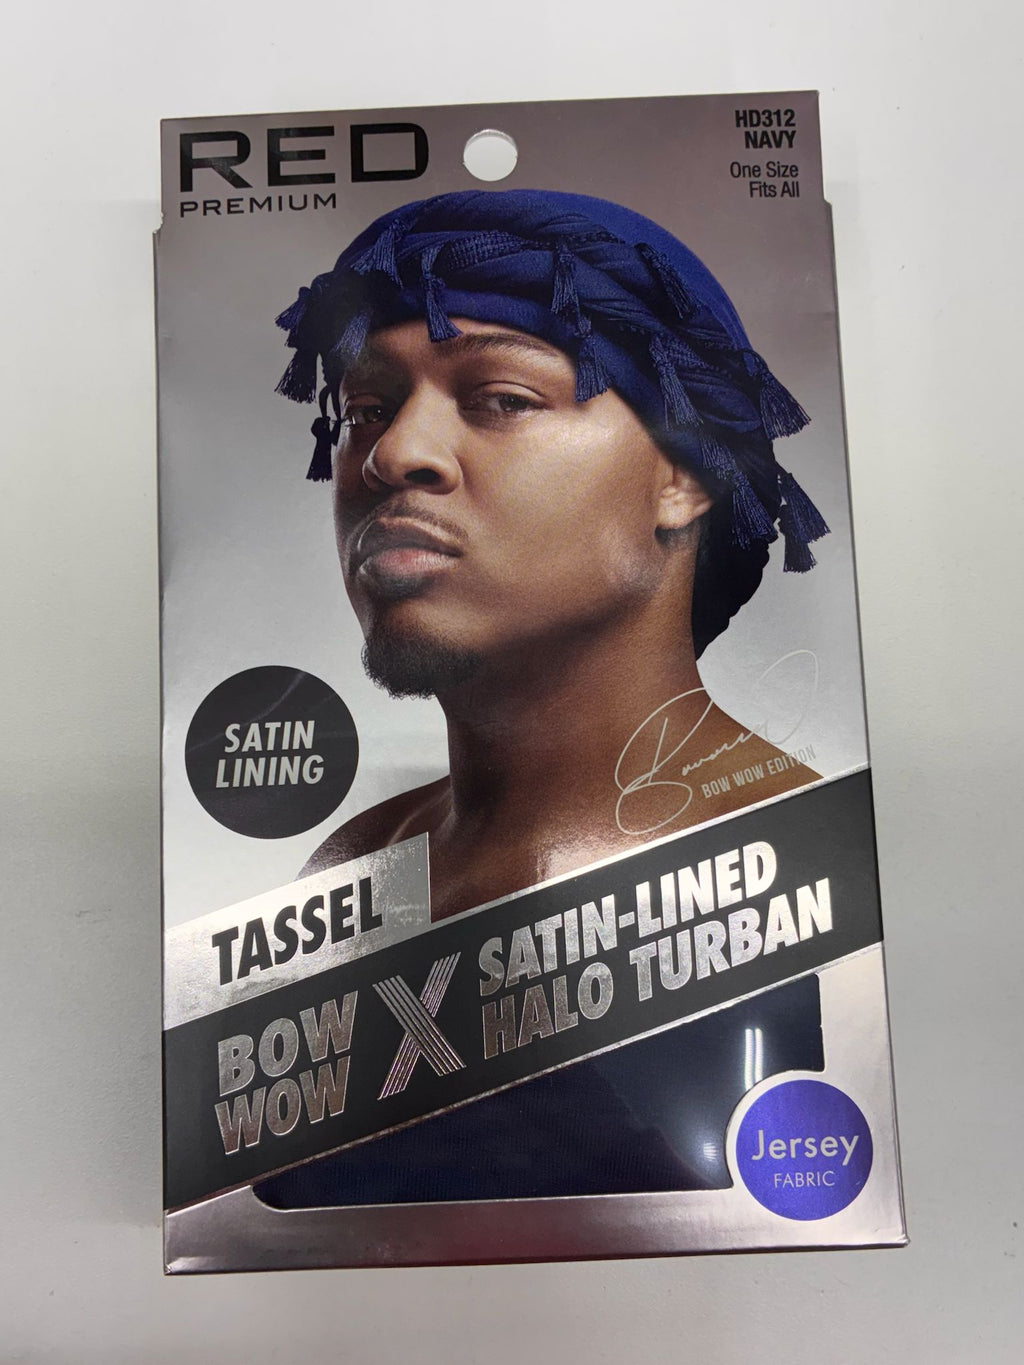 RED
PREMIUM
HD312
NAVY
One Size
Fits All
SATIN
LINING
BOW WOW EDITION
TASSEL
BOW
WOW
X
SATIN-LINED
HALO TURBAN
Jersey
FABRIC